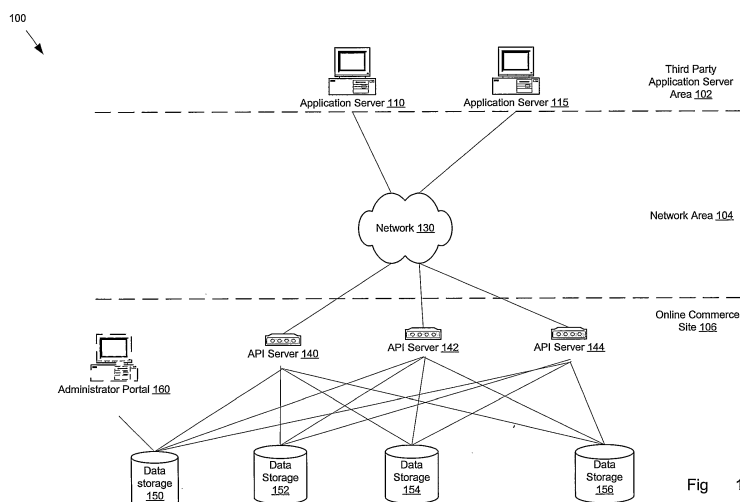 100
Third Party
Application Server
Area 102
Application Server 110
Application Server 115
Network 130
Network Area 104
Online Commerce
Site 106
API Server 140
API Server 142
API Server 144
Administrator Portal 160
Data
storage
150
Data
Storage
152
Data
Storage
154
Data
Storage
156
Fig 1